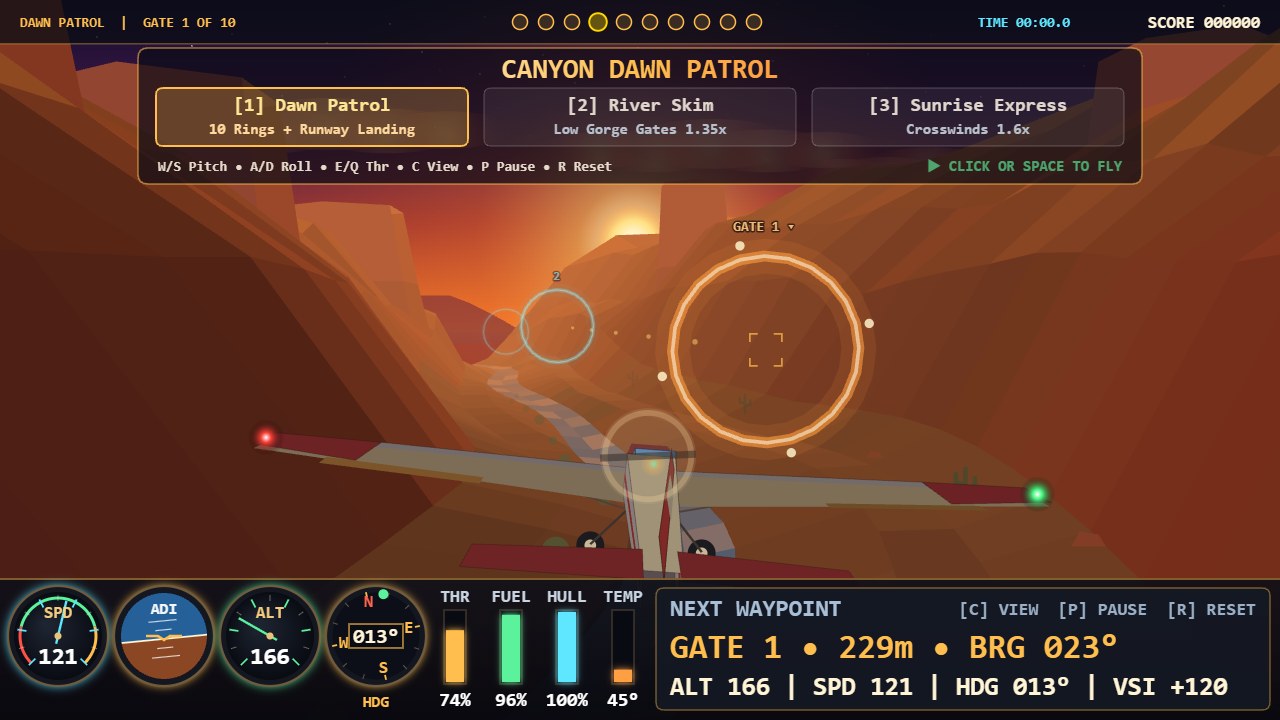 DAWN PATROL | GATE 1 OF 10
TIME 00:00.0
SCORE 000000
CANYON DAWN PATROL
[1] Dawn Patrol
10 Rings + Runway Landing
[2] River Skim
Low Gorge Gates 1.35x
[3] Sunrise Express
Crosswinds 1.6x
W/S Pitch • A/D Roll • E/Q Thr • C View • P Pause • R Reset
▶ CLICK OR SPACE TO FLY
GATE 1 ▾
2
SPD
121
ADI
ALT
166
N
E
S
W
013°
HDG
THR
74%
FUEL
96%
HULL
100%
TEMP
45°
NEXT WAYPOINT
[C] VIEW [P] PAUSE [R] RESET
GATE 1 • 229m • BRG 023°
ALT 166 | SPD 121 | HDG 013° | VSI +120